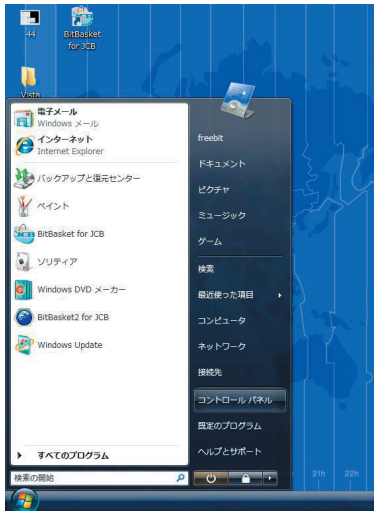 44
BitBasket
for JCB
Vista
電子メール
Windows メール
インターネット
Internet Explorer
バックアップと復元センター
ペイント
BitBasket for JCB
ソリティア
Windows DVD メーカー
BitBasket2 for JCB
Windows Update
すべてのプログラム
検索の開始
freebit
ドキュメント
ピクチャ
ミュージック
ゲーム
検索
最近使った項目
コンピュータ
ネットワーク
接続先
コントロール パネル
既定のプログラム
ヘルプとサポート
21h
22h